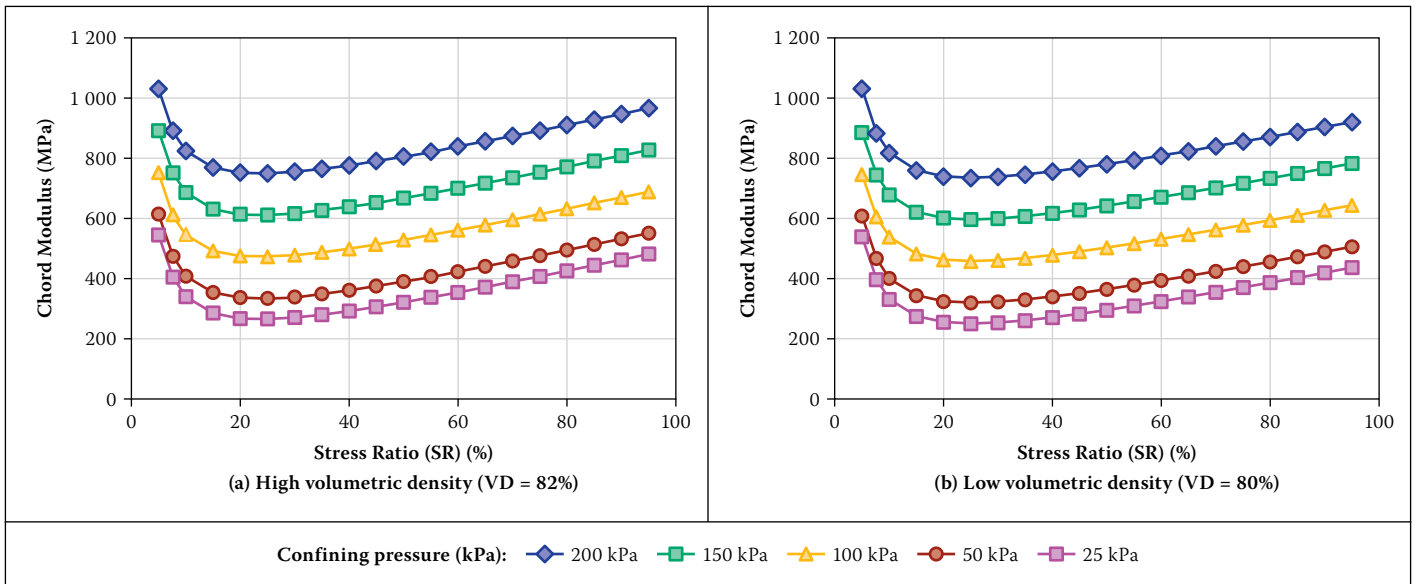 1 200
1 000
800
600
400
200
0
Chord Modulus (MPa)
0 20 40 60 80 100
Stress Ratio (SR) (%)
(a) High volumetric density (VD = 82%)
1 200
1 000
800
600
400
200
0
Chord Modulus (MPa)
0 20 40 60 80 100
Stress Ratio (SR) (%)
(b) Low volumetric density (VD = 80%)
Confining pressure (kPa): 200 kPa 150 kPa 100 kPa 50 kPa 25 kPa